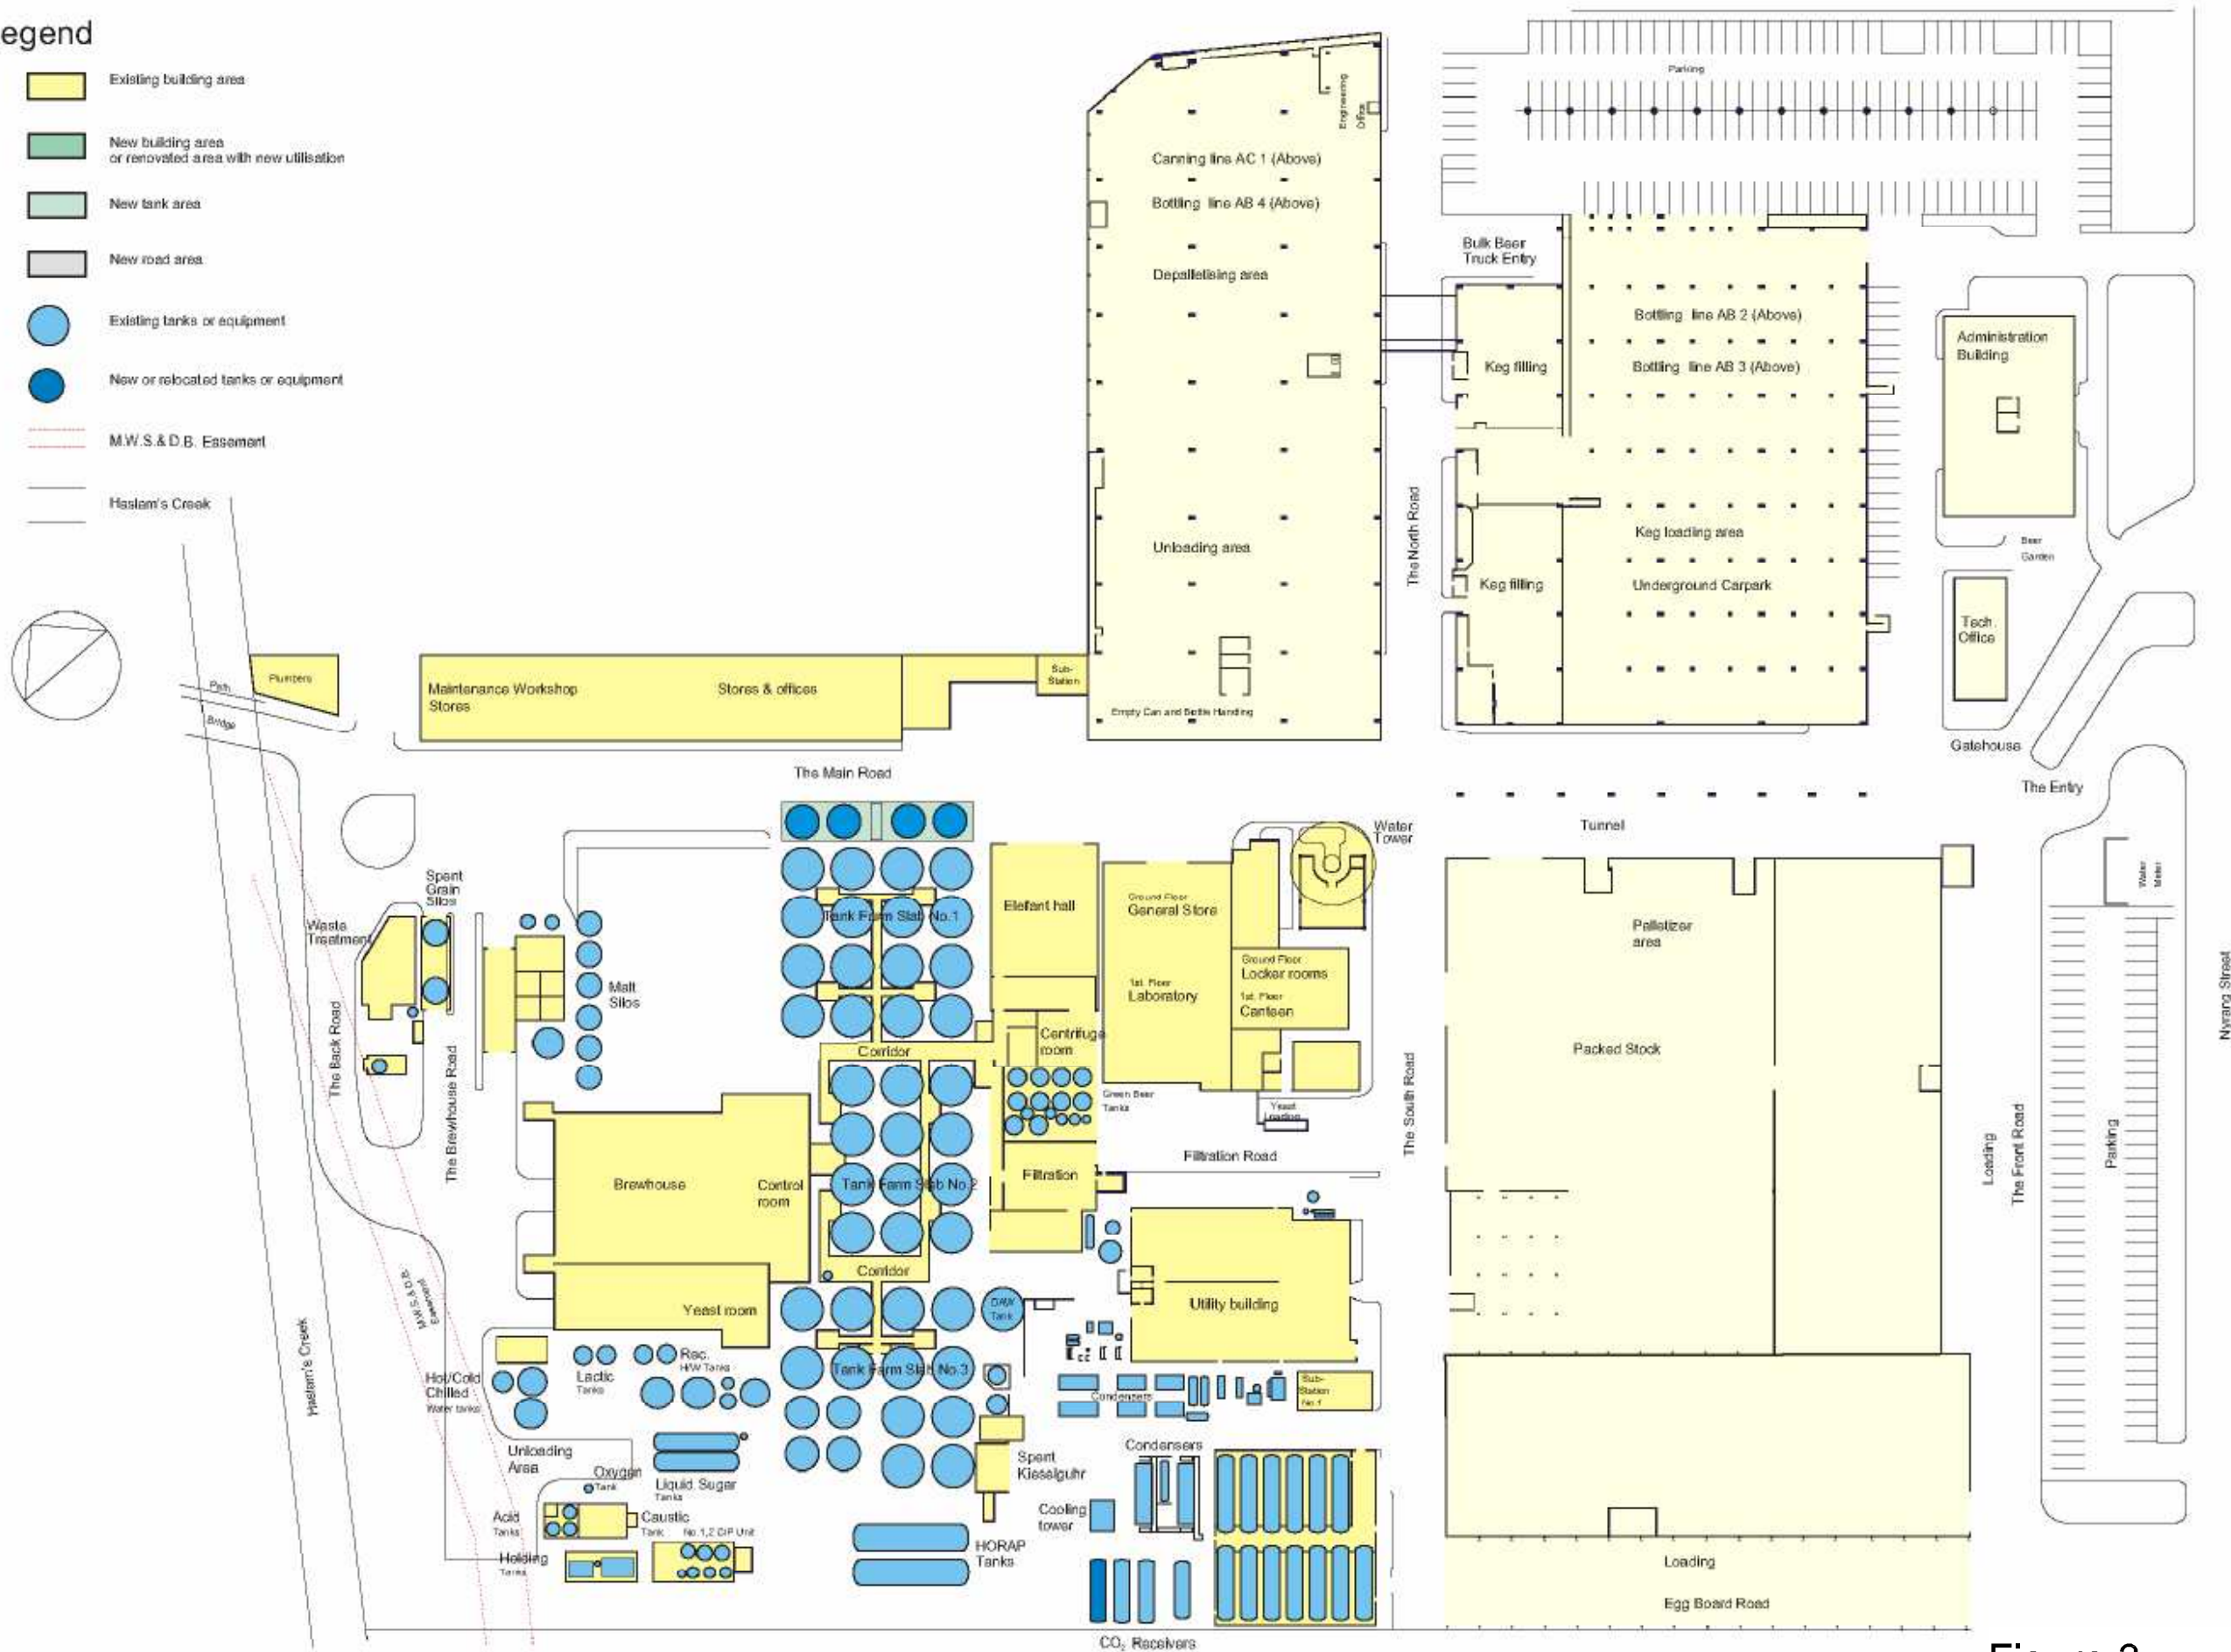 egend
Existing building area
New building area
or renovated area with new utilisation
New tank area
New road area
Existing tanks or equipment
New or relocated tanks or equipment
M.W.S.& D.B. Easement
Haslam's Creek
Parking
Engineering
Office
Canning line AC 1 (Above)
Bottling line AB 4 (Above)
Depalletising area
Unloading area
Empty Can and Bottle Handling
Bulk Beer
Truck Entry
Keg filling
Bottling line AB 2 (Above)
Bottling line AB 3 (Above)
Keg loading area
Keg filling
Underground Carpark
The North Road
Administration
Building
Beer
Garden
Tech.
Office
Gatehouse
The Entry
Plumbers
Path
Bridge
Maintenance Workshop
Stores
Stores & offices
Sub-
Station
The Main Road
Tunnel
Water
Tower
Water
Meter
Spent
Grain
Silos
Waste
Treatment
Malt
Silos
The Back Road
The Brewhouse Road
Tank Farm Slab No.1
Elefant hall
Ground Floor
General Store
1st. Floor
Laboratory
Ground Floor
Locker rooms
1st. Floor
Canteen
Centrifuge
room
Corridor
Green Beer
Tanks
Yeast
Loading
Palletizer
area
Packed Stock
The South Road
Filtration Road
Filtration
Brewhouse
Control
room
Tank Farm Slab No.2
Corridor
Yeast room
Utility building
DAW
Tank
Loading
The Front Road
Parking
Nyrang Street
M.W.S.& D.B.
Easement
Haslam's Creek
Hot/Cold
Chilled
Water tanks
Lactic
Tanks
Rec.
H/W Tanks
Tank Farm Slab No.3
Condensers
Sub-
Station
No.1
Unloading
Area
Oxygen
Tank
Liquid Sugar
Tanks
Spent
Kieselguhr
Condensers
Cooling
tower
Acid
Tanks
Caustic
Tank
No.1,2 CIP Unit
Holding
Tanks
HORAP
Tanks
CO₂ Receivers
Loading
Egg Board Road